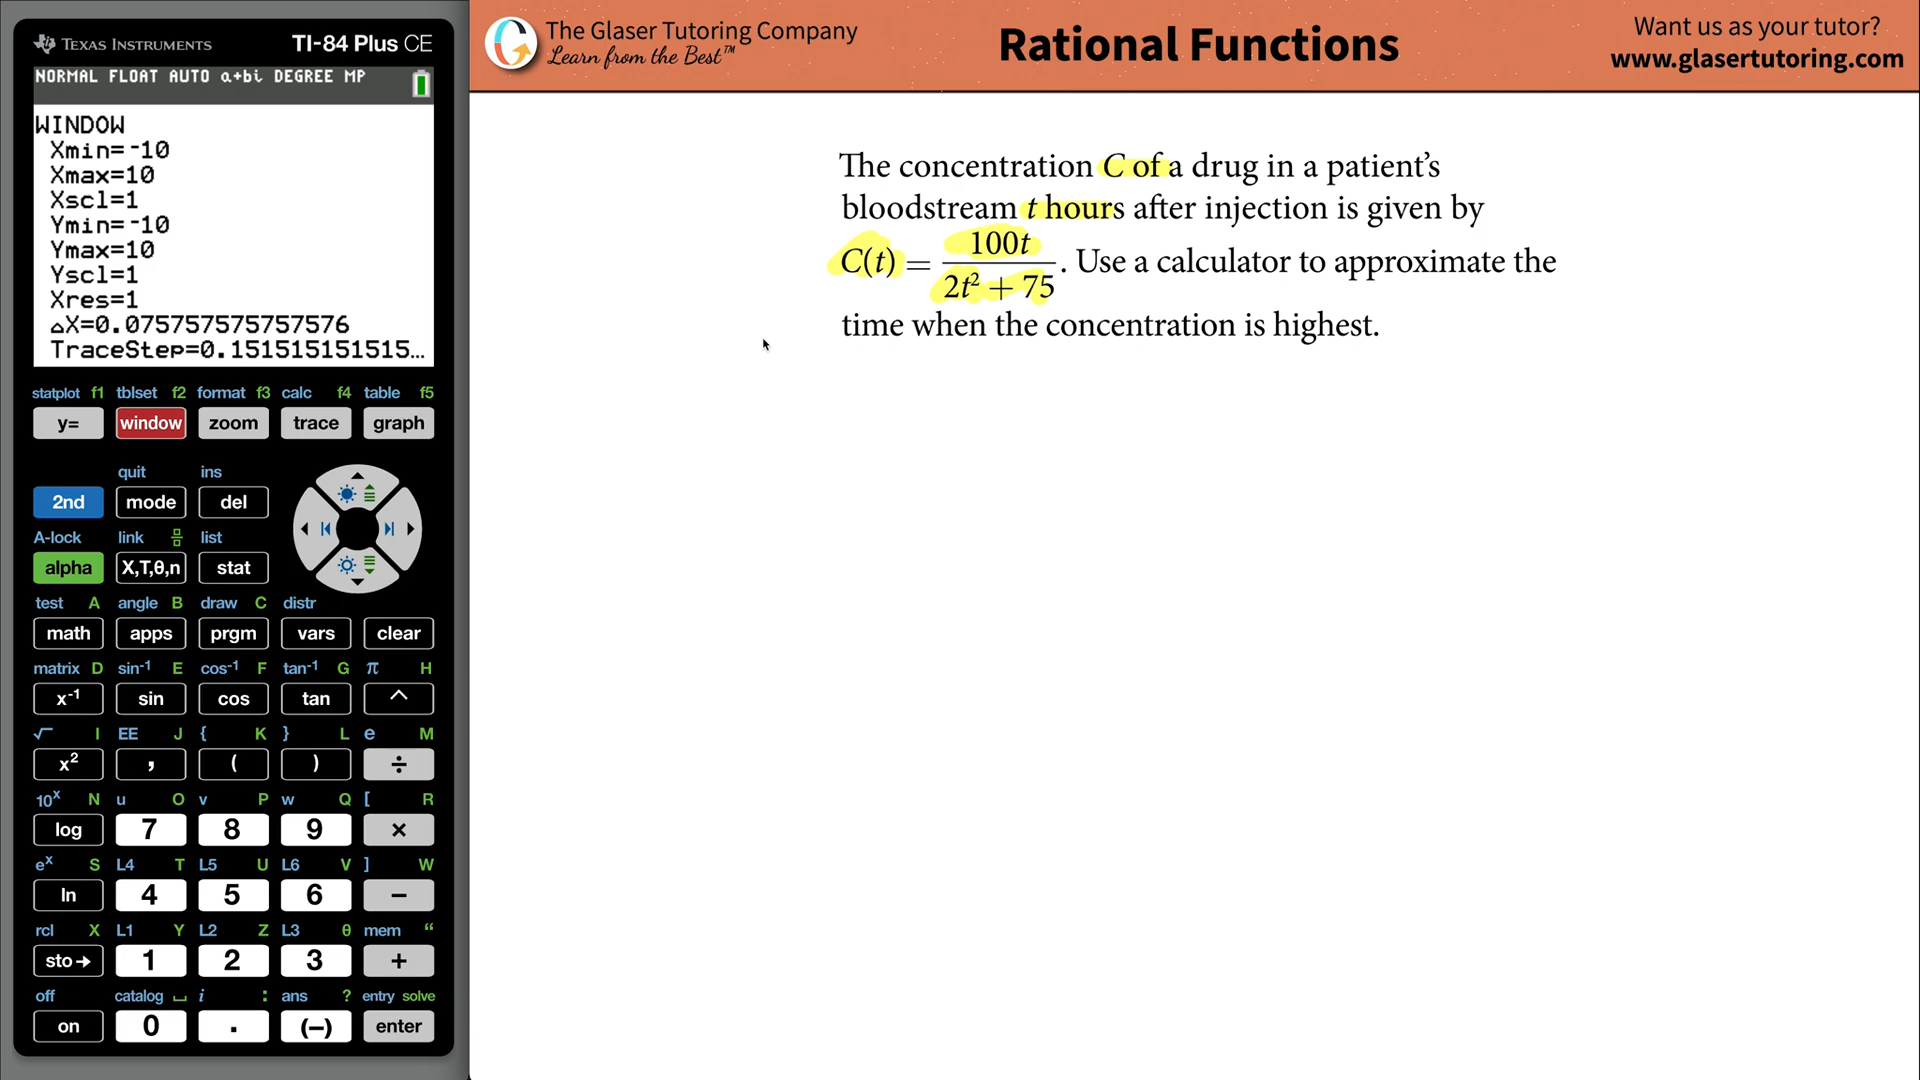 TEXAS INSTRUMENTS TI-84 Plus CE
NORMAL FLOAT AUTO a+bi DEGREE MP
WINDOW
Xmin=-10
Xmax=10
Xscl=1
Ymin=-10
Ymax=10
Yscl=1
Xres=1
△X=0.075757575757576
TraceStep=0.151515151515…
statplot f1 tblset f2 format f3 calc f4 table f5
y= window zoom trace graph
quit ins
2nd mode del
A-lock link list
alpha X,T,θ,n stat
test A angle B draw C distr
math apps prgm vars clear
matrix D sin⁻¹ E cos⁻¹ F tan⁻¹ G π H
x⁻¹ sin cos tan ^
√ I EE J { K } L e M
x² , ( ) ÷
10ˣ N u O v P w Q [ R
log 7 8 9 ×
eˣ S L4 T L5 U L6 V ] W
ln 4 5 6 −
rcl X L1 Y L2 Z L3 θ mem “
sto→ 1 2 3 +
off catalog ⎵ i : ans ? entry solve
on 0 . (−) enter
The Glaser Tutoring Company
Learn from the Best™
Rational Functions
Want us as your tutor?
www.glasertutoring.com
The concentration C of a drug in a patient’s
bloodstream t hours after injection is given by
C(t) = 100t / 2t² + 75 . Use a calculator to approximate the
time when the concentration is highest.